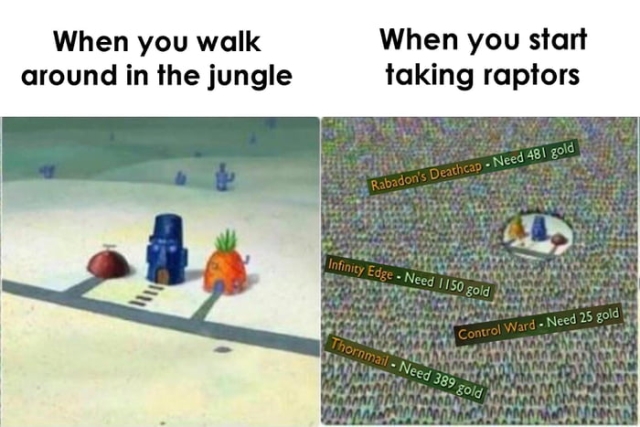 When you walk
around in the jungle
When you start
taking raptors
Rabadon's Deathcap - Need 481 gold
Infinity Edge - Need 1150 gold
Control Ward - Need 25 gold
Thornmail - Need 389 gold